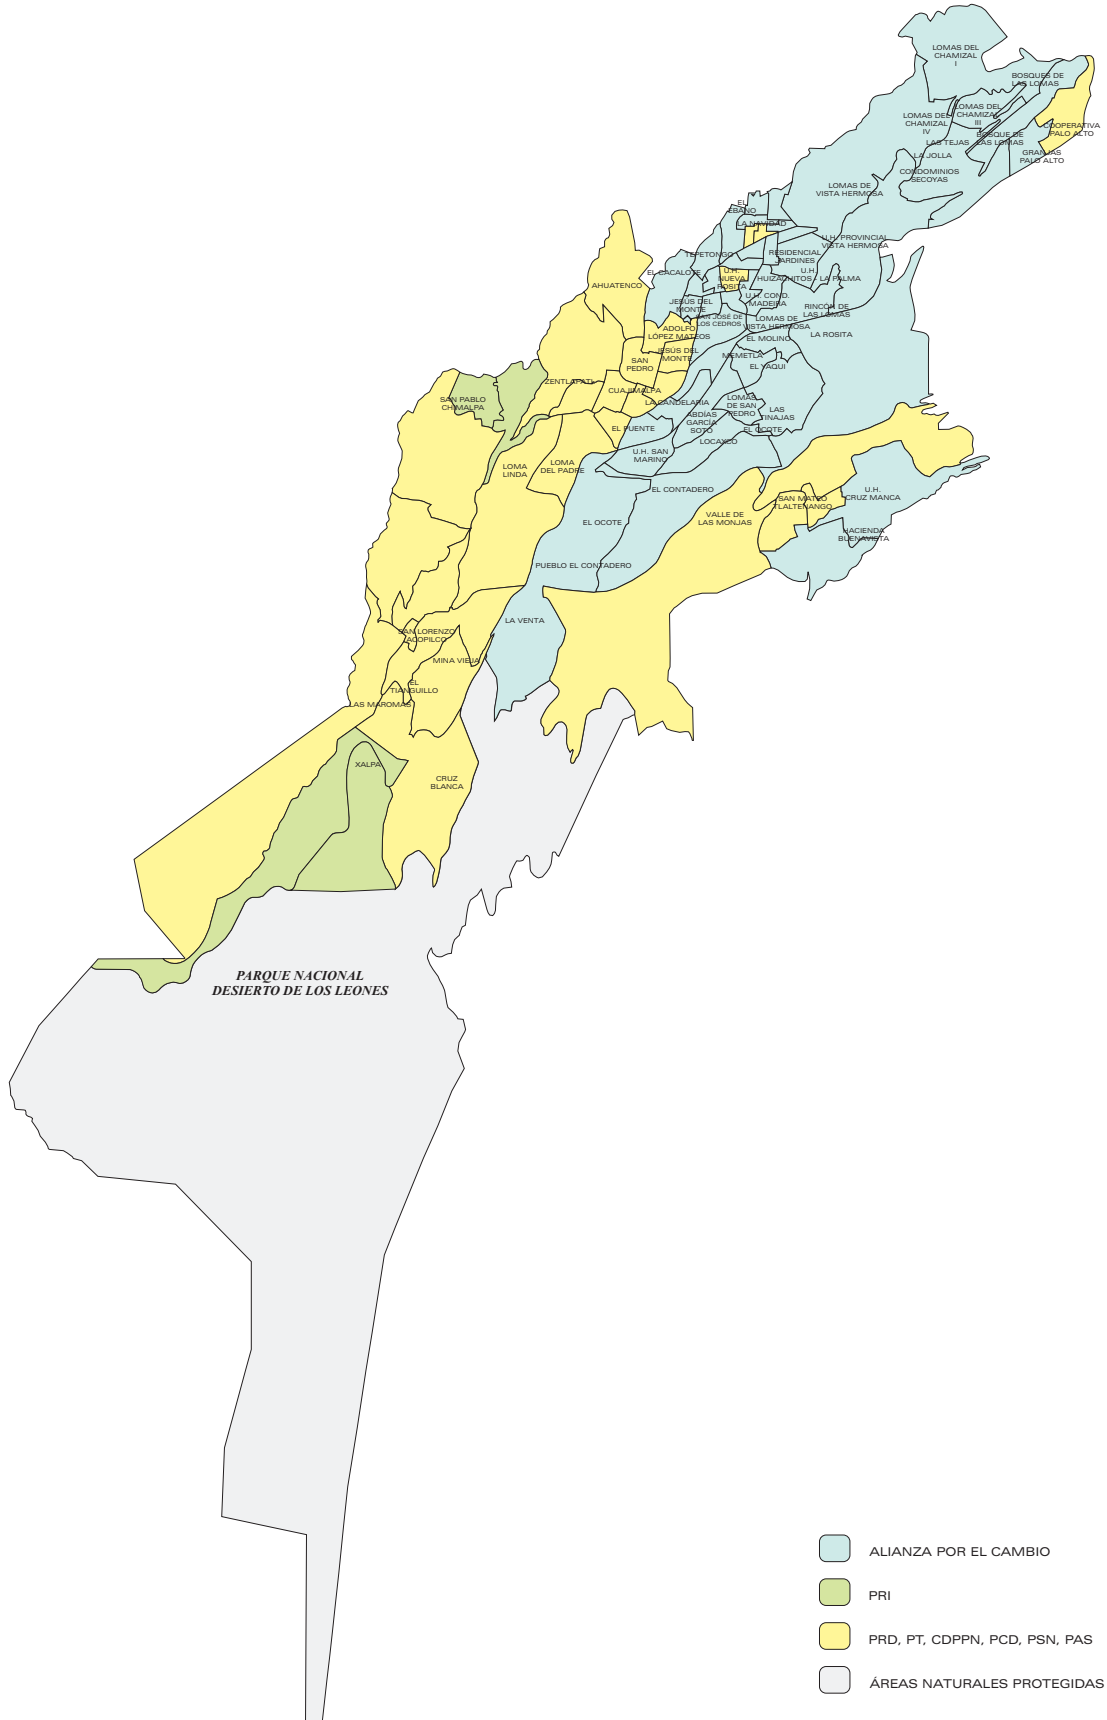 LOMAS DEL
CHAMIZAL
I
BOSQUES DE
LAS LOMAS
LOMAS DEL
CHAMIZAL
III
LOMAS DEL
CHAMIZAL
IV
COOPERATIVA
PALO ALTO
BOSQUE DE
LAS LOMAS
LAS TEJAS
GRANJAS
PALO ALTO
LA JOLLA
CONDOMINIOS
SECOYAS
LOMAS DE
VISTA HERMOSA
EL
EBANO
LA NAVIDAD
U.H. PROVINCIAL
VISTA HERMOSA
TEPETONGO
RESIDENCIAL
JARDINES
EL CACALOTE
U.H.
NUEVA
ROSITA
HUIZACHITOS
U.H.
LA PALMA
AHUATENCO
JESÚS DEL
MONTE
U.H. COND.
MADEIRA
RINCÓN DE
LAS LOMAS
SAN JOSÉ DE
LOS CEDROS
LOMAS DE
VISTA HERMOSA
ADOLFO
LÓPEZ MATEOS
LA ROSITA
EL MOLINO
JESÚS DEL
MONTE
MEMETLA
SAN
PEDRO
EL YAQUI
ZENTLAPATL
CUAJIMALPA
SAN PABLO
CHIMALPA
LA CANDELARIA
LOMAS
DE SAN
PEDRO
LAS
TINAJAS
ABDÍAS
GARCÍA
SOTO
EL PUENTE
EL OCOTE
LOCAXCO
U.H. SAN
MARINO
LOMA
LINDA
LOMA
DEL PADRE
EL CONTADERO
U.H.
CRUZ MANCA
SAN MATEO
TLALTENANGO
VALLE DE
LAS MONJAS
EL OCOTE
HACIENDA
BUENAVISTA
PUEBLO EL CONTADERO
LA VENTA
SAN LORENZO
ACOPILCO
MINA VIEJA
EL
TIANGUILLO
LAS MAROMAS
XALPA
CRUZ
BLANCA
PARQUE NACIONAL
DESIERTO DE LOS LEONES
ALIANZA POR EL CAMBIO
PRI
PRD, PT, CDPPN, PCD, PSN, PAS
ÁREAS NATURALES PROTEGIDAS